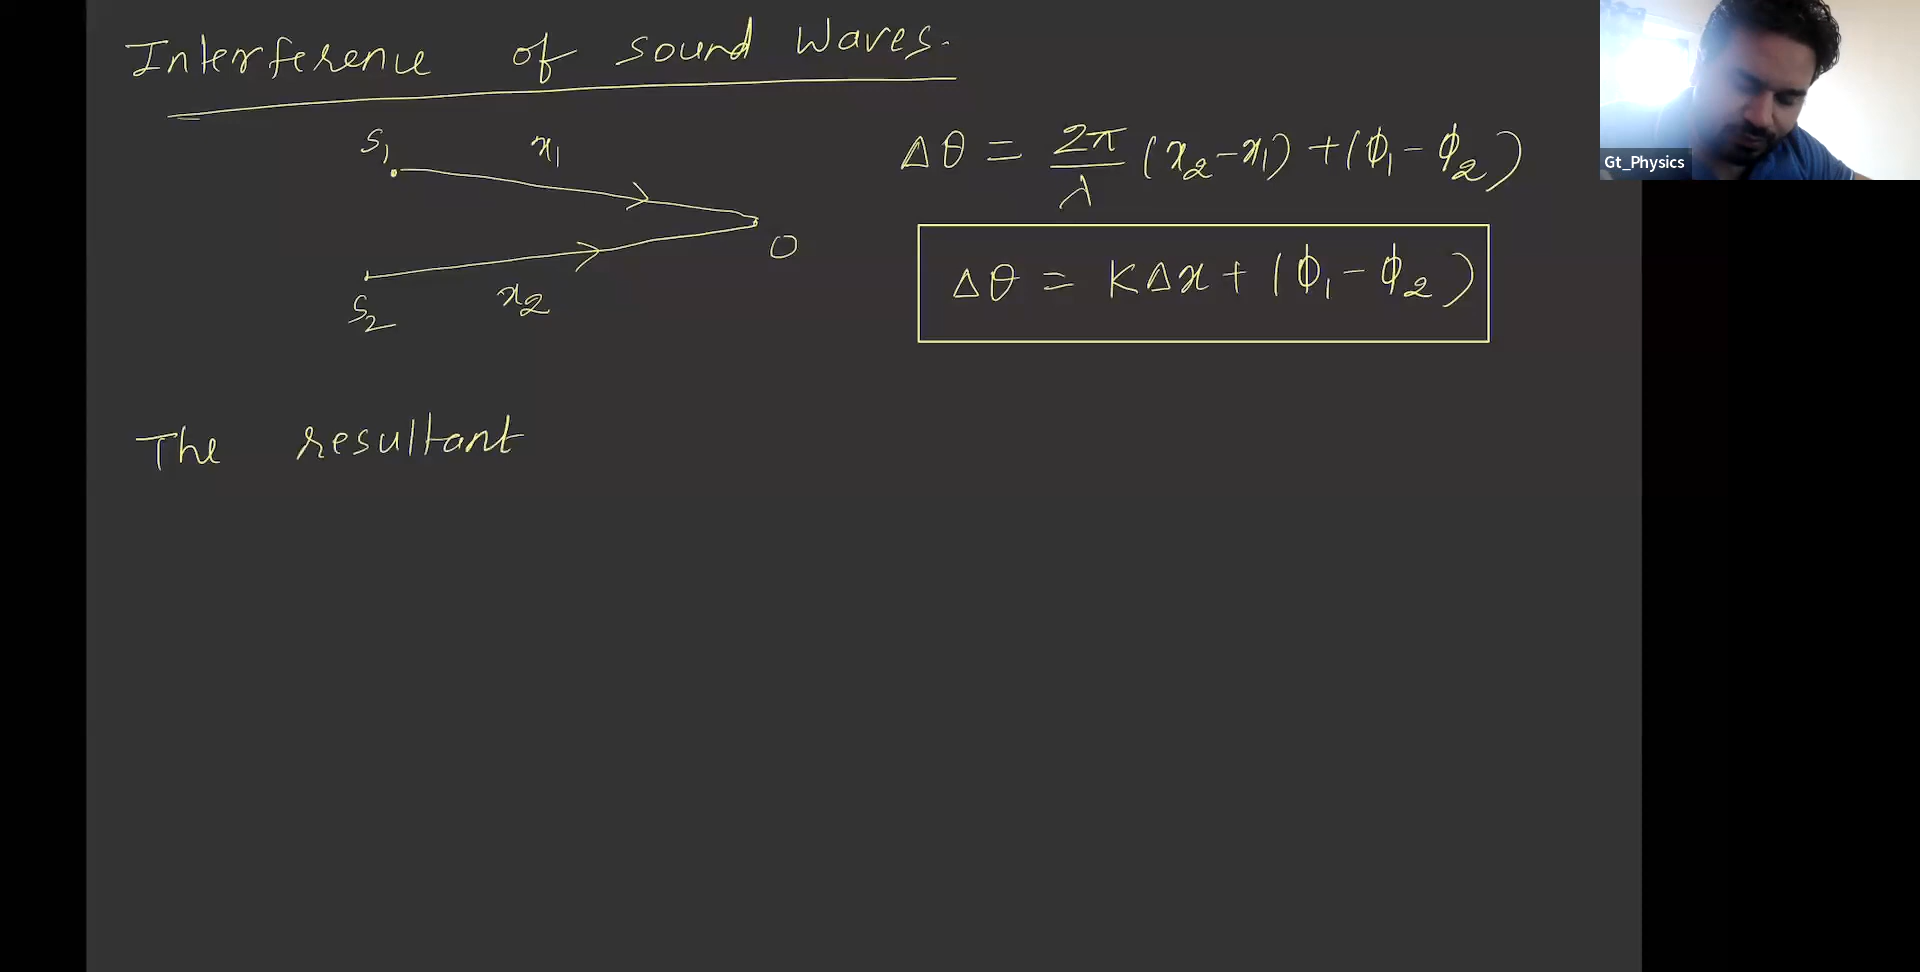 Interference of sound Waves.
S₁ x₁
Δθ = 2π/λ (x₂-x₁) + (ϕ₁ - ϕ₂)
Gt_Physics
O
S₂ x₂
Δθ = KΔx + (ϕ₁ - ϕ₂)
The resultant